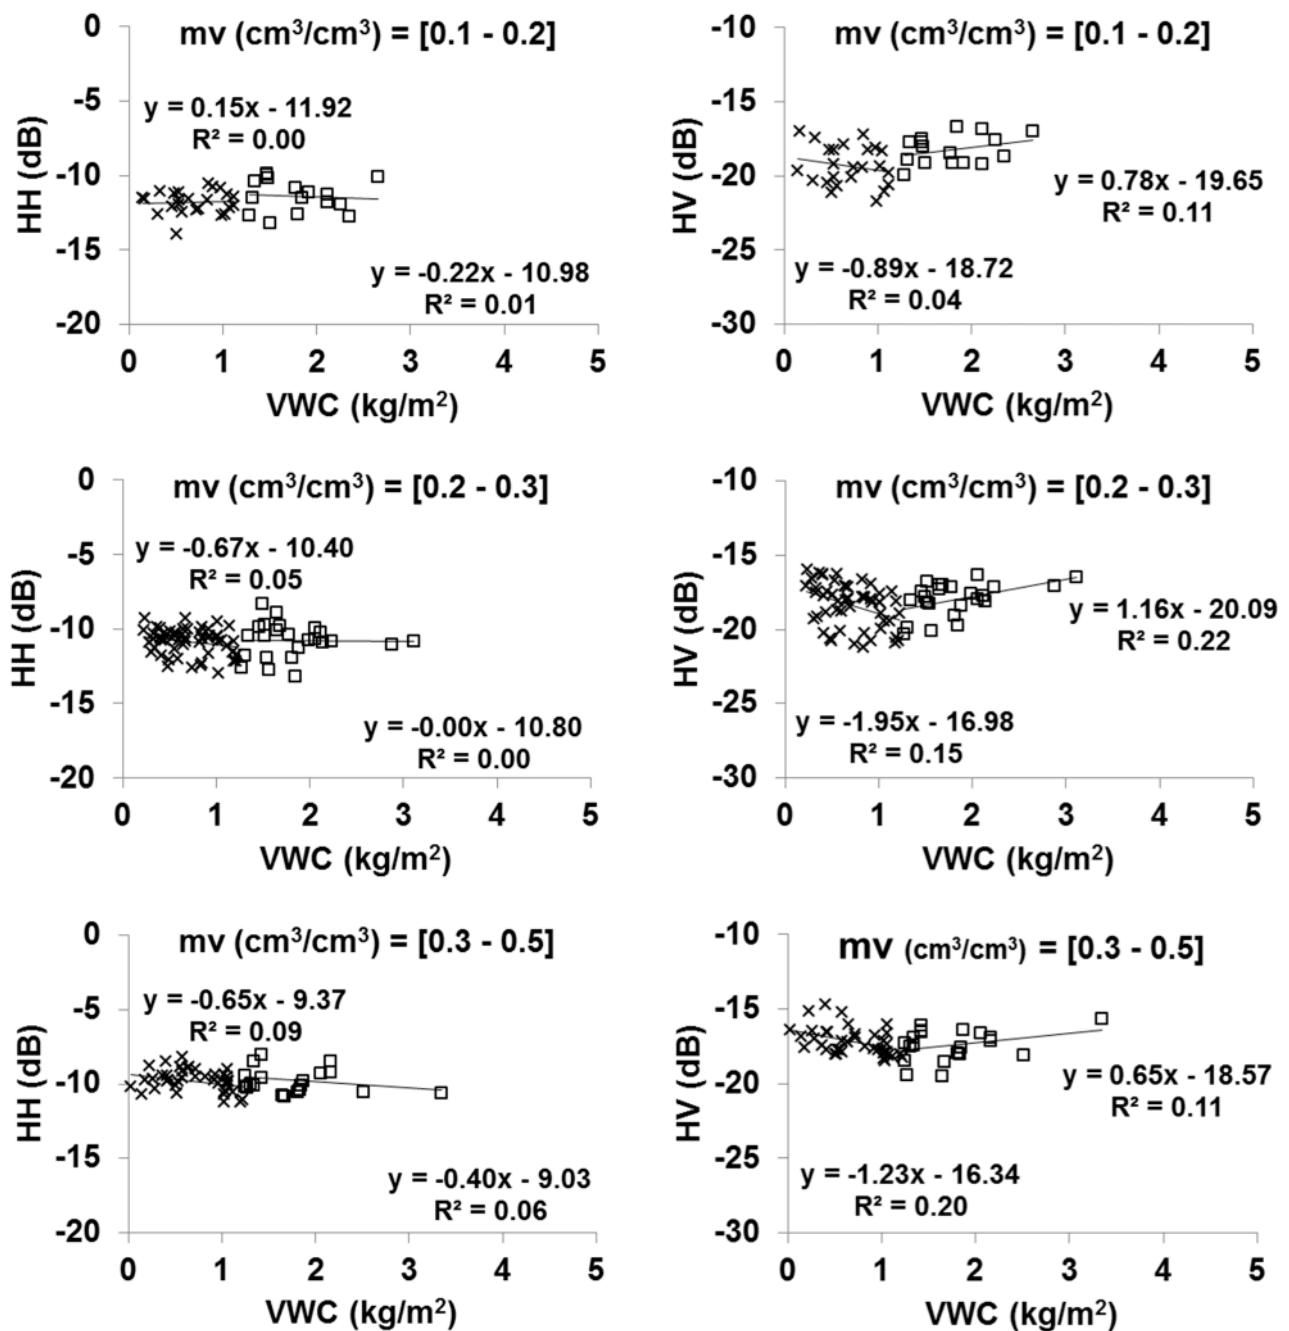 mv (cm³/cm³) = [0.1 - 0.2]
y = 0.15x - 11.92
R² = 0.00
y = -0.22x - 10.98
R² = 0.01
HH (dB)
0
-5
-10
-15
-20
0 1 2 3 4 5
VWC (kg/m²)
mv (cm³/cm³) = [0.1 - 0.2]
y = 0.78x - 19.65
R² = 0.11
y = -0.89x - 18.72
R² = 0.04
HV (dB)
-10
-15
-20
-25
-30
0 1 2 3 4 5
VWC (kg/m²)
mv (cm³/cm³) = [0.2 - 0.3]
y = -0.67x - 10.40
R² = 0.05
y = -0.00x - 10.80
R² = 0.00
HH (dB)
0
-5
-10
-15
-20
0 1 2 3 4 5
VWC (kg/m²)
mv (cm³/cm³) = [0.2 - 0.3]
y = 1.16x - 20.09
R² = 0.22
y = -1.95x - 16.98
R² = 0.15
HV (dB)
-10
-15
-20
-25
-30
0 1 2 3 4 5
VWC (kg/m²)
mv (cm³/cm³) = [0.3 - 0.5]
y = -0.65x - 9.37
R² = 0.09
y = -0.40x - 9.03
R² = 0.06
HH (dB)
0
-5
-10
-15
-20
0 1 2 3 4 5
VWC (kg/m²)
mv (cm³/cm³) = [0.3 - 0.5]
y = 0.65x - 18.57
R² = 0.11
y = -1.23x - 16.34
R² = 0.20
HV (dB)
-10
-15
-20
-25
-30
0 1 2 3 4 5
VWC (kg/m²)